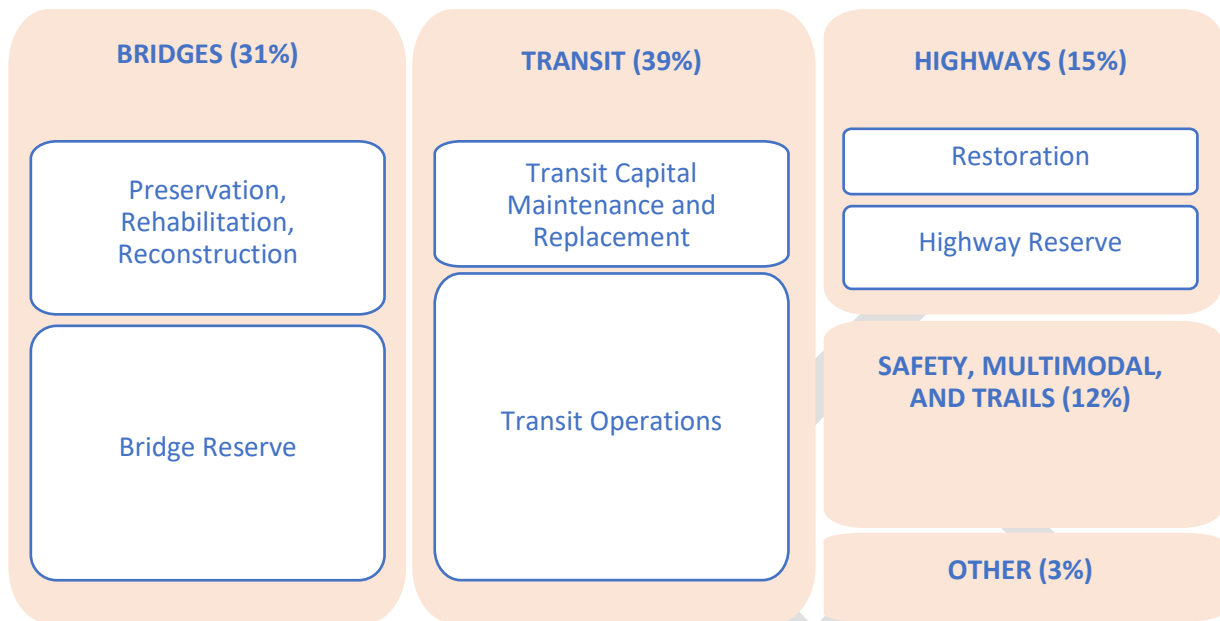 BRIDGES (31%)
Preservation,
Rehabilitation,
Reconstruction
Bridge Reserve
TRANSIT (39%)
Transit Capital
Maintenance and
Replacement
Transit Operations
HIGHWAYS (15%)
Restoration
Highway Reserve
SAFETY, MULTIMODAL,
AND TRAILS (12%)
OTHER (3%)